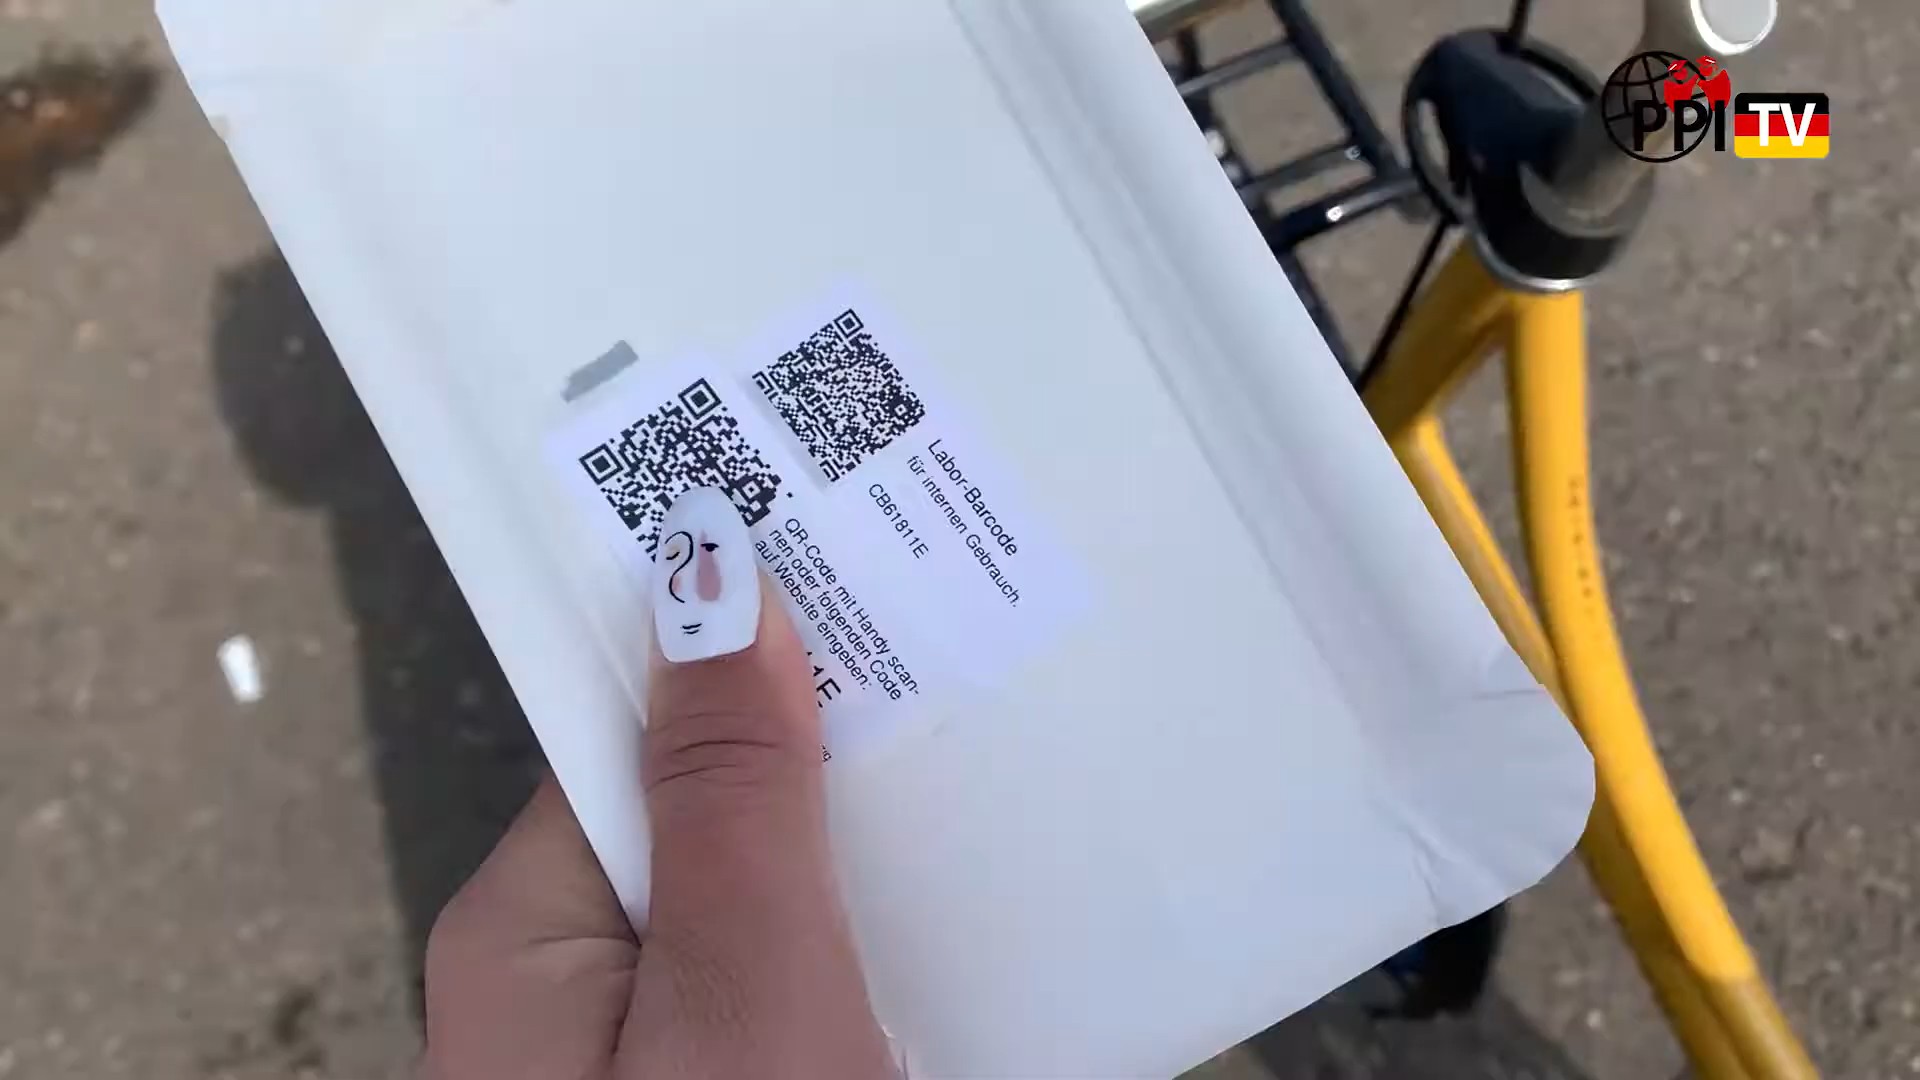 PPI TV
Labor-Barcode
für internen Gebrauch.
CB61811E
QR-Code mit Handy scan-
nen oder folgenden Code
auf Website eingeben:
1E